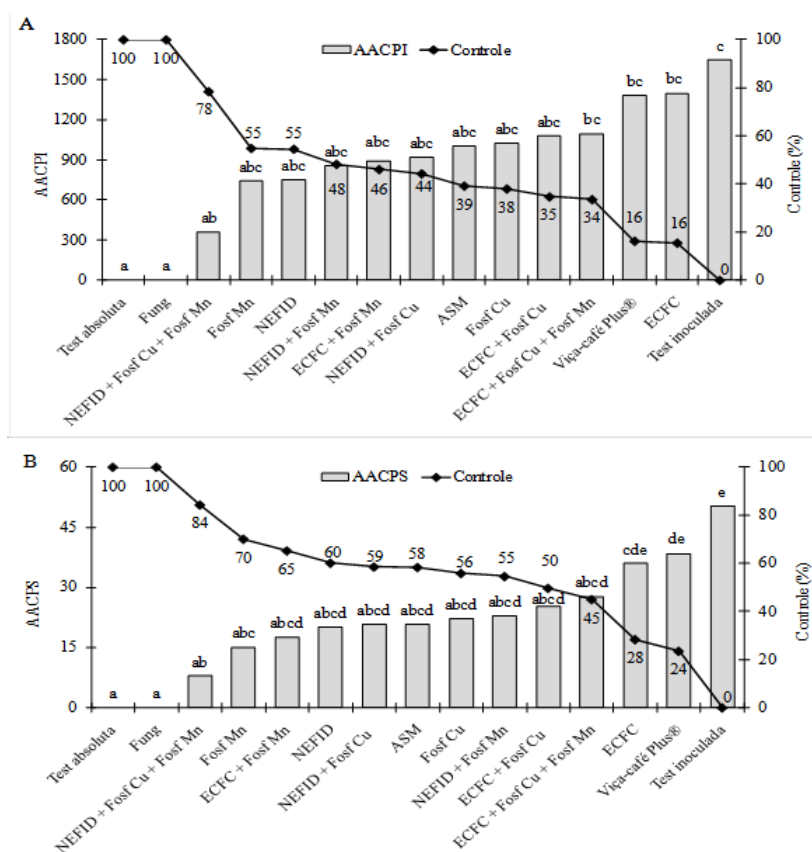 A
AACPI Controle
AACPI
1800
1500
1200
900
600
300
0
Controle (%)
100
80
60
40
20
0
a a ab abc abc abc abc abc abc abc abc bc bc bc c
100 100 78 55 55 48 46 44 39 38 35 34 16 16 0
Test absoluta
Fung
NEFID + Fosf Cu + Fosf Mn
Fosf Mn
NEFID
NEFID + Fosf Mn
ECFC + Fosf Mn
NEFID + Fosf Cu
ASM
Fosf Cu
ECFC + Fosf Cu
ECFC + Fosf Cu + Fosf Mn
Viça-café Plus®
ECFC
Test inoculada
B
AACPS Controle
AACPS
60
45
30
15
0
Controle (%)
100
80
60
40
20
0
a a ab abc abcd abcd abcd abcd abcd abcd abcd abcd cde de e
100 100 84 70 65 60 59 58 56 55 50 45 28 24 0
Test absoluta
Fung
NEFID + Fosf Cu + Fosf Mn
Fosf Mn
ECFC + Fosf Mn
NEFID
NEFID + Fosf Cu
ASM
Fosf Cu
NEFID + Fosf Mn
ECFC + Fosf Cu
ECFC + Fosf Cu + Fosf Mn
ECFC
Viça-café Plus®
Test inoculada